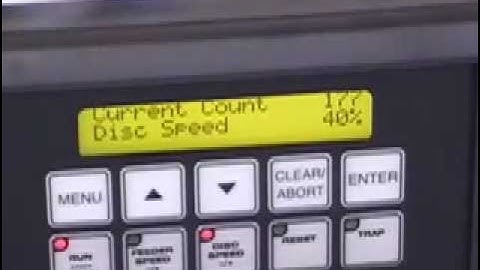 Current Count 177
Disc Speed 40%
MENU
CLEAR/
ABORT
ENTER
RUN
FEEDER
SPEED
DISC
SPEED
RESET
TRAP